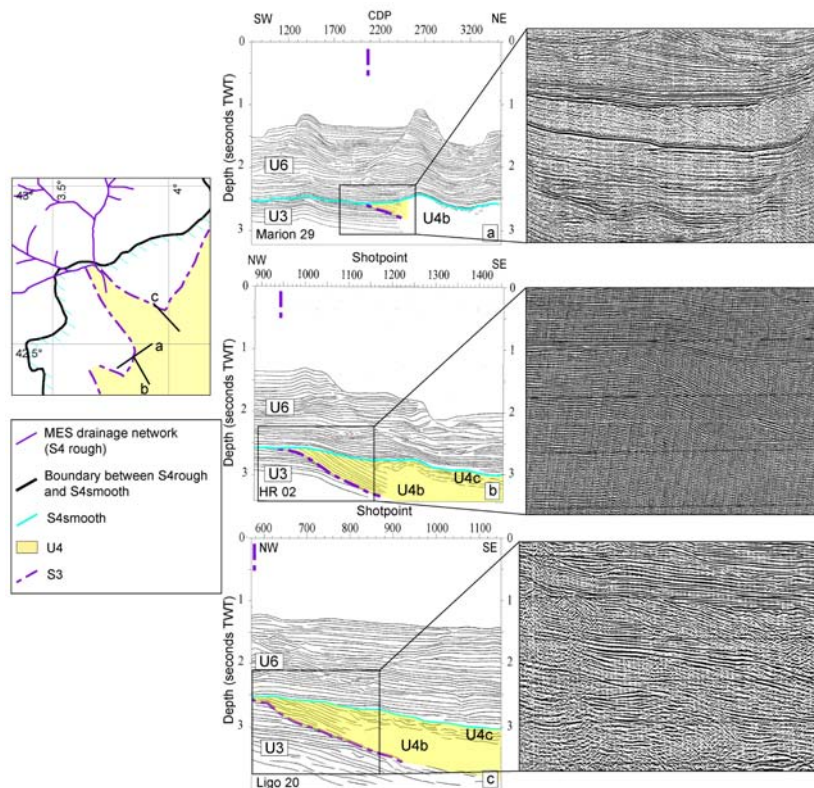 SW CDP NE
1200 1700 2200 2700 3200
0 0
1 1
U6
2 2
U3
U4b
3 3
Marion 29 a
Depth (seconds TWT)
3.5° 4°
43°
c
a
42.5°
b
NW Shotpoint SE
900 1000 1100 1200 1300 1400
0 0
1 1
U6
2 2
U3
3 3
U4b U4c
HR 02 b
Depth (seconds TWT)
MES drainage network
(S4 rough)
Boundary between S4rough
and S4smooth
S4smooth
U4
S3
Shotpoint
600 700 800 900 1000 1100
NW SE
0 0
1 1
U6
2 2
U3
3 3
U4b U4c
Ligo 20 c
Depth (seconds TWT)